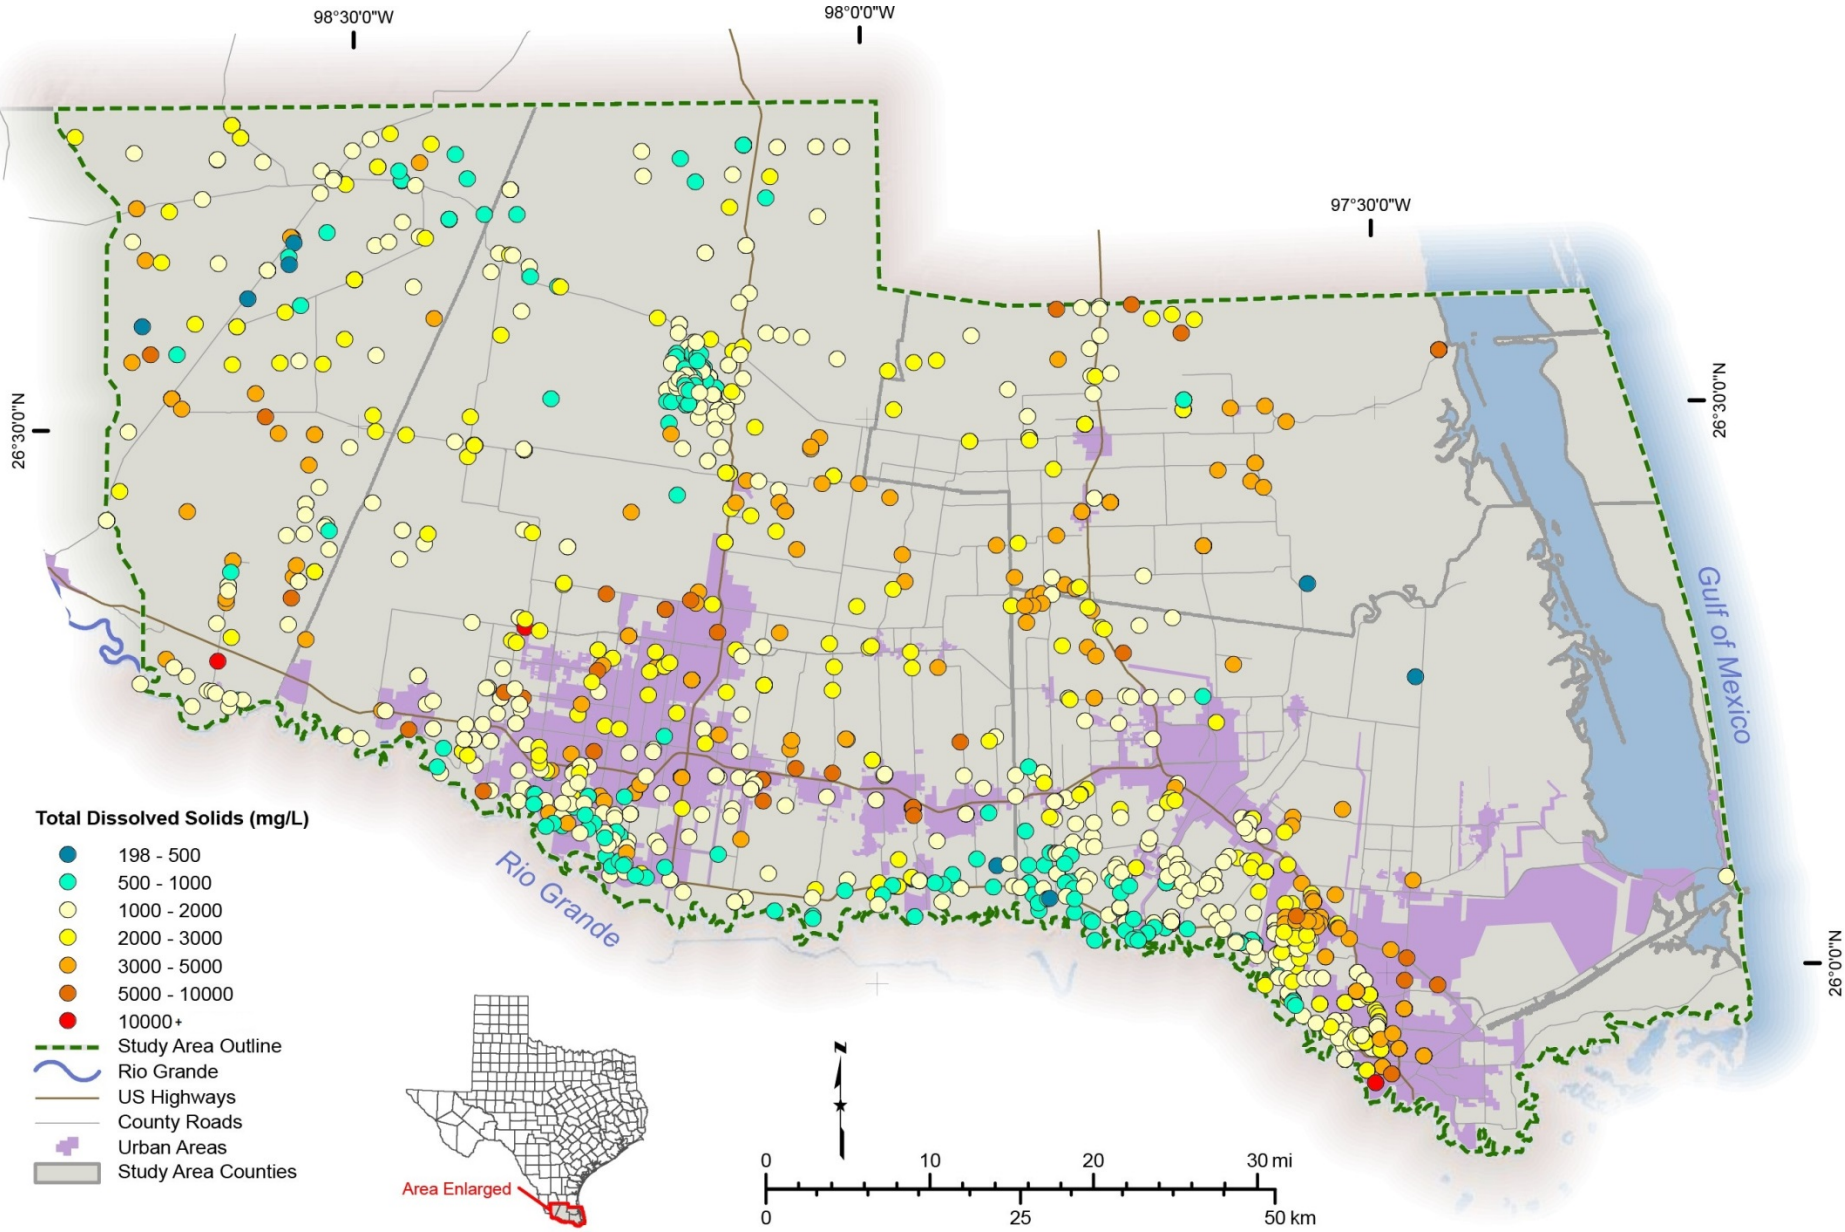 98°30'0"W
98°0'0"W
97°30'0"W
26°30'0"N
26°30'0"N
Gulf of Mexico
Rio Grande
26°0'0"N
Total Dissolved Solids (mg/L)
198 - 500
500 - 1000
1000 - 2000
2000 - 3000
3000 - 5000
5000 - 10000
10000+
Study Area Outline
Rio Grande
US Highways
County Roads
Urban Areas
Study Area Counties
Area Enlarged
N
0 10 20 30 mi
0 25 50 km